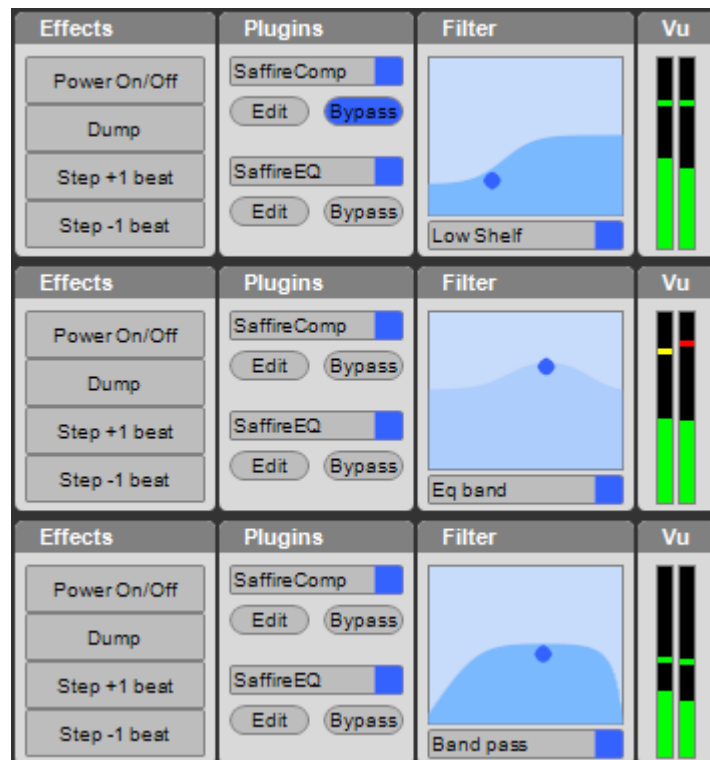 Effects Plugins Filter Vu
Power On/Off
Dump
Step +1 beat
Step -1 beat
SaffireComp
Edit Bypass
SaffireEQ
Edit Bypass
Low Shelf
Effects Plugins Filter Vu
Power On/Off
Dump
Step +1 beat
Step -1 beat
SaffireComp
Edit Bypass
SaffireEQ
Edit Bypass
Eq band
Effects Plugins Filter Vu
Power On/Off
Dump
Step +1 beat
Step -1 beat
SaffireComp
Edit Bypass
SaffireEQ
Edit Bypass
Band pass